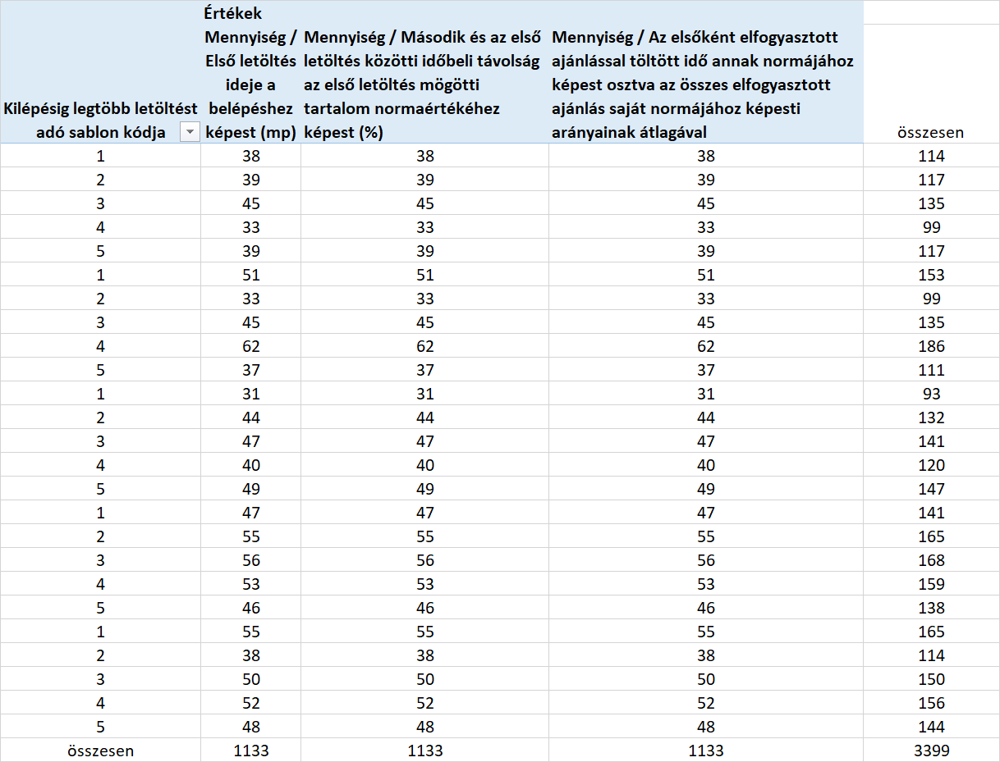 Értékek
Kilépésig legtöbb letöltést
adó sablon kódja
Mennyiség /
Első letöltés
ideje a
belépéshez
képest (mp)
Mennyiség / Második és az első
letöltés közötti időbeli távolság
az első letöltés mögötti
tartalom normaértékéhez
képest (%)
Mennyiség / Az elsőként elfogyasztott
ajánlással töltött idő annak normájához
képest osztva az összes elfogyasztott
ajánlás saját normájához képesti
arányainak átlagával
összesen
1 38 38 38 114
2 39 39 39 117
3 45 45 45 135
4 33 33 33 99
5 39 39 39 117
1 51 51 51 153
2 33 33 33 99
3 45 45 45 135
4 62 62 62 186
5 37 37 37 111
1 31 31 31 93
2 44 44 44 132
3 47 47 47 141
4 40 40 40 120
5 49 49 49 147
1 47 47 47 141
2 55 55 55 165
3 56 56 56 168
4 53 53 53 159
5 46 46 46 138
1 55 55 55 165
2 38 38 38 114
3 50 50 50 150
4 52 52 52 156
5 48 48 48 144
összesen 1133 1133 1133 3399